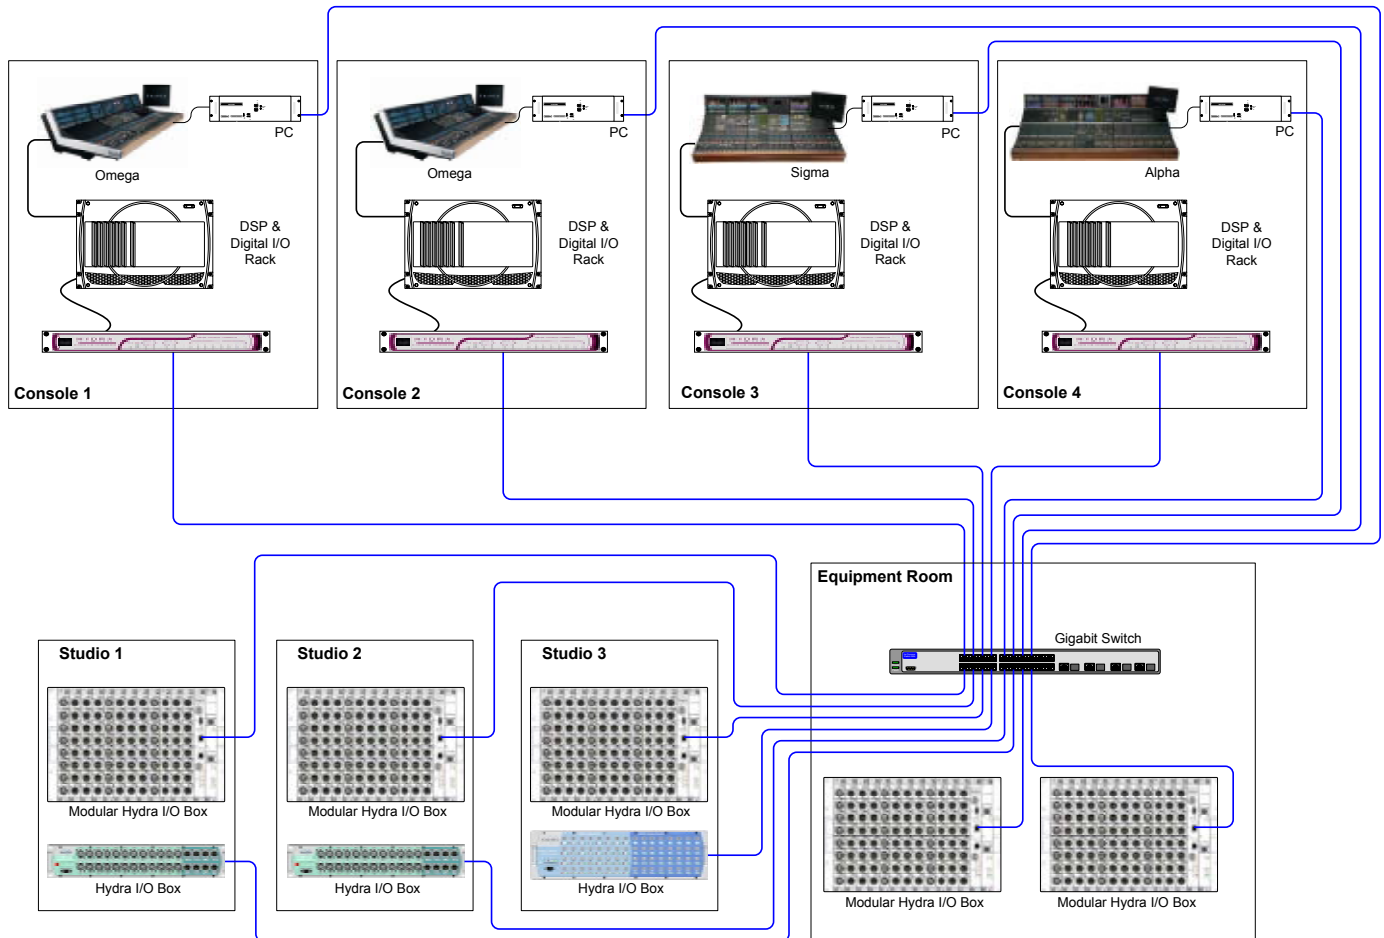 PC
Omega
DSP &
Digital I/O
Rack
Console 1
PC
Omega
DSP &
Digital I/O
Rack
Console 2
PC
Sigma
DSP &
Digital I/O
Rack
Console 3
PC
Alpha
DSP &
Digital I/O
Rack
Console 4
Equipment Room
Gigabit Switch
Studio 1
Modular Hydra I/O Box
Hydra I/O Box
Studio 2
Modular Hydra I/O Box
Hydra I/O Box
Studio 3
Modular Hydra I/O Box
Hydra I/O Box
Modular Hydra I/O Box
Modular Hydra I/O Box